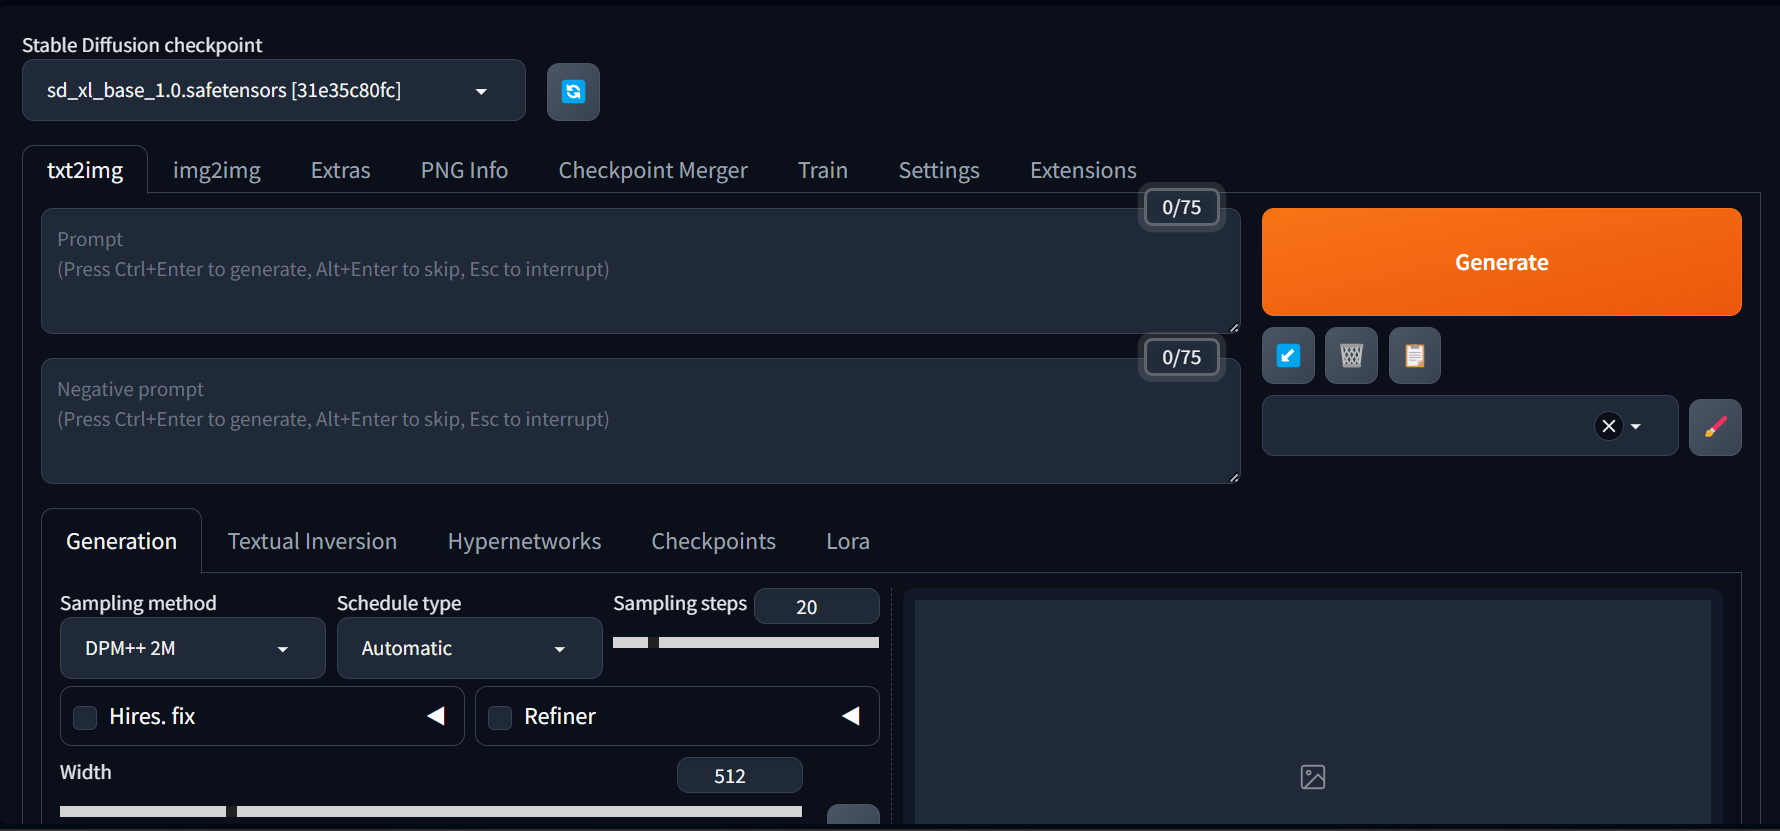 Stable Diffusion checkpoint
sd_xl_base_1.0.safetensors [31e35c80fc]
txt2img img2img Extras PNG Info Checkpoint Merger Train Settings Extensions
0/75
Prompt
(Press Ctrl+Enter to generate, Alt+Enter to skip, Esc to interrupt)
Generate
0/75
Negative prompt
(Press Ctrl+Enter to generate, Alt+Enter to skip, Esc to interrupt)
Generation Textual Inversion Hypernetworks Checkpoints Lora
Sampling method Schedule type Sampling steps 20
DPM++ 2M Automatic
Hires. fix Refiner
Width 512